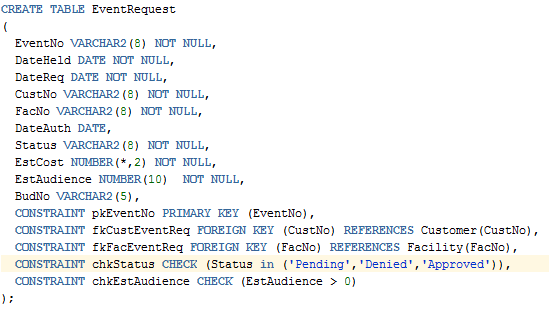 CREATE TABLE EventRequest
(
EventNo VARCHAR2(8) NOT NULL,
DateHeld DATE NOT NULL,
DateReq DATE NOT NULL,
CustNo VARCHAR2(8) NOT NULL,
FacNo VARCHAR2(8) NOT NULL,
DateAuth DATE,
Status VARCHAR2(8) NOT NULL,
EstCost NUMBER(*,2) NOT NULL,
EstAudience NUMBER(10)  NOT NULL,
BudNo VARCHAR2(5),
CONSTRAINT pkEventNo PRIMARY KEY (EventNo),
CONSTRAINT fkCustEventReq FOREIGN KEY (CustNo) REFERENCES Customer(CustNo),
CONSTRAINT fkFacEventReq FOREIGN KEY (FacNo) REFERENCES Facility(FacNo),
CONSTRAINT chkStatus CHECK (Status in ('Pending','Denied','Approved')),
CONSTRAINT chkEstAudience CHECK (EstAudience > 0)
);